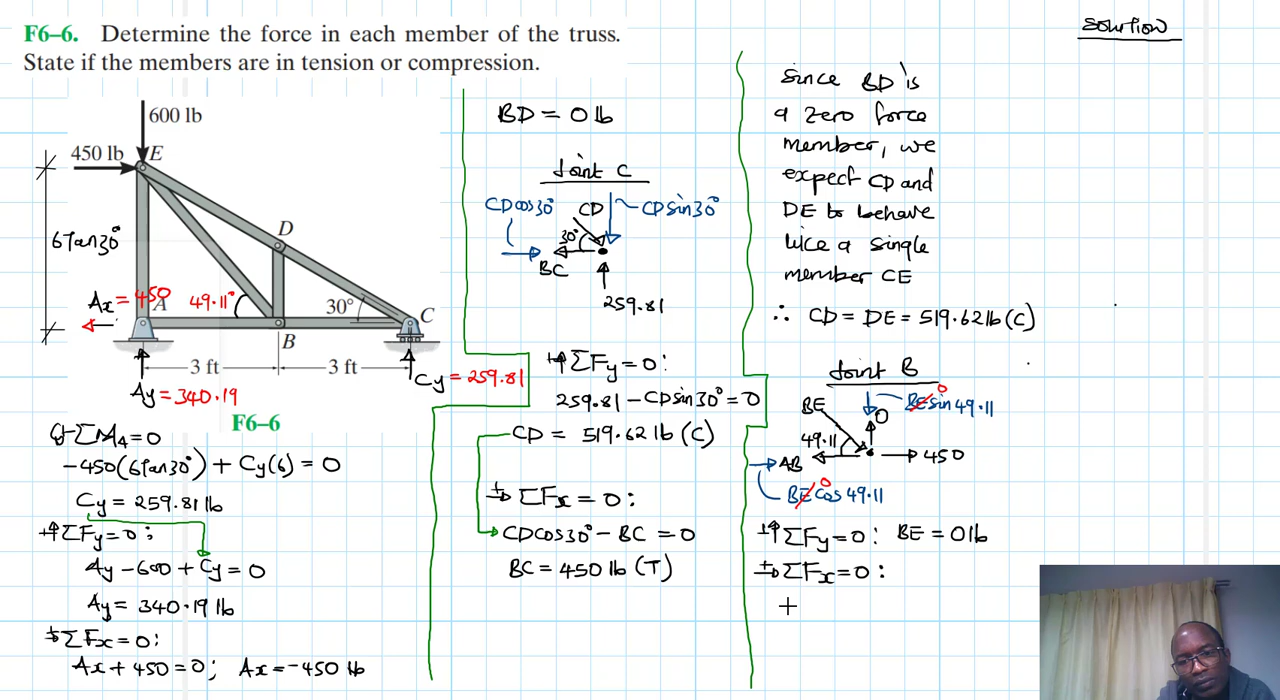 F6–6. Determine the force in each member of the truss.
State if the members are in tension or compression.
600 lb
450 lb
E
D
6Tan30°
Ax = 450
A
49.11°
30°
C
B
3 ft
3 ft
Ay = 340.19
Cy = 259.81
F6–6
↺+ΣMA = 0
-450(6Tan30°) + Cy(6) = 0
Cy = 259.81 lb
+↑ΣFy = 0:
Ay - 600 + Cy = 0
Ay = 340.19 lb
+→ΣFx = 0:
Ax + 450 = 0; Ax = -450 lb
BD = 0 lb
Joint C
CDcos30° CD CDsin30°
30°
BC
259.81
+↑ΣFy = 0:
259.81 - CDsin30° = 0
CD = 519.62 lb (C)
+→ΣFx = 0:
CDcos30° - BC = 0
BC = 450 lb (T)
Solution
Since BD is
a zero force
member, we
expect CD and
DE to behave
like a single
member CE
∴ CD = DE = 519.62 lb (C)
Joint B
0
BE BEsin49.11
0
49.11
AB 450
0
BEcos49.11
+↑ΣFy = 0: BE = 0 lb
+→ΣFx = 0: